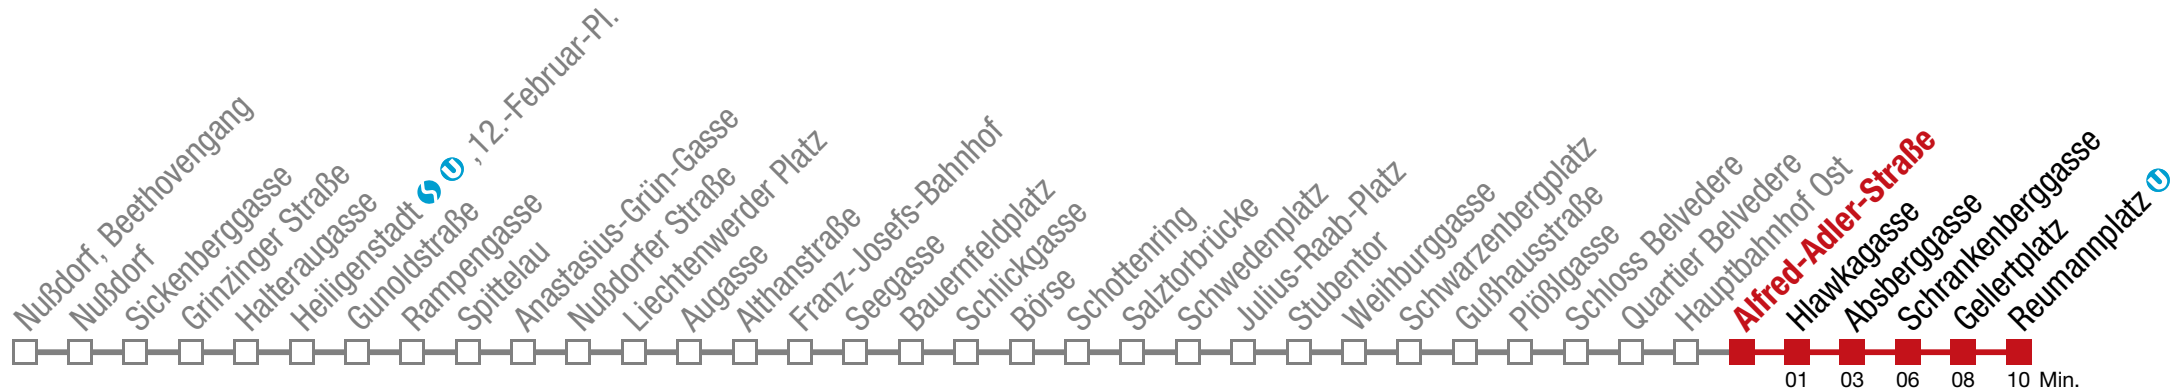 Nußdorf, Beethovengang
Nußdorf
Sickenberggasse
Grinzinger Straße
Halteraugasse
Heiligenstadt S U , 12.-Februar-Pl.
Gunoldstraße
Rampengasse
Spittelau
Anastasius-Grün-Gasse
Nußdorfer Straße
Liechtenwerder Platz
Augasse
Althanstraße
Franz-Josefs-Bahnhof
Seegasse
Bauernfeldplatz
Schlickgasse
Börse
Schottenring
Salztorbrücke
Schwedenplatz
Julius-Raab-Platz
Stubentor
Weihburggasse
Schwarzenbergplatz
Gußhausstraße
Plößlgasse
Schloss Belvedere
Quartier Belvedere
Hauptbahnhof Ost
Alfred-Adler-Straße
Hlawkagasse
Absberggasse
Schrankenberggasse
Gellertplatz
Reumannplatz U
01 03 06 08 10 Min.